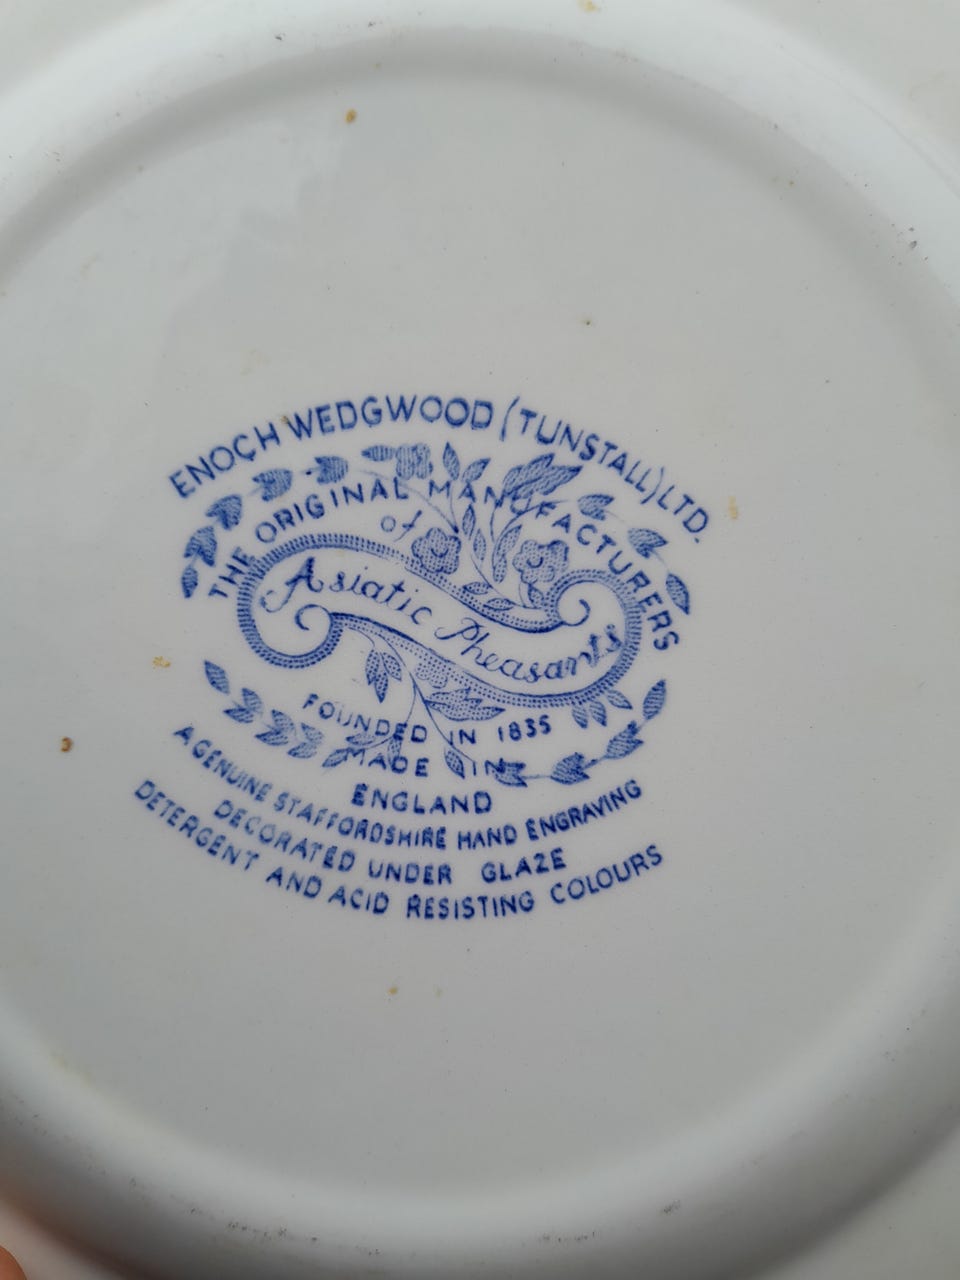 ENOCH WEDGWOOD (TUNSTALL) LTD.
THE ORIGINAL MANUFACTURERS
of
Asiatic Pheasants
FOUNDED IN 1835
MADE IN
ENGLAND
A GENUINE STAFFORDSHIRE HAND ENGRAVING
DECORATED UNDER GLAZE
DETERGENT AND ACID RESISTING COLOURS